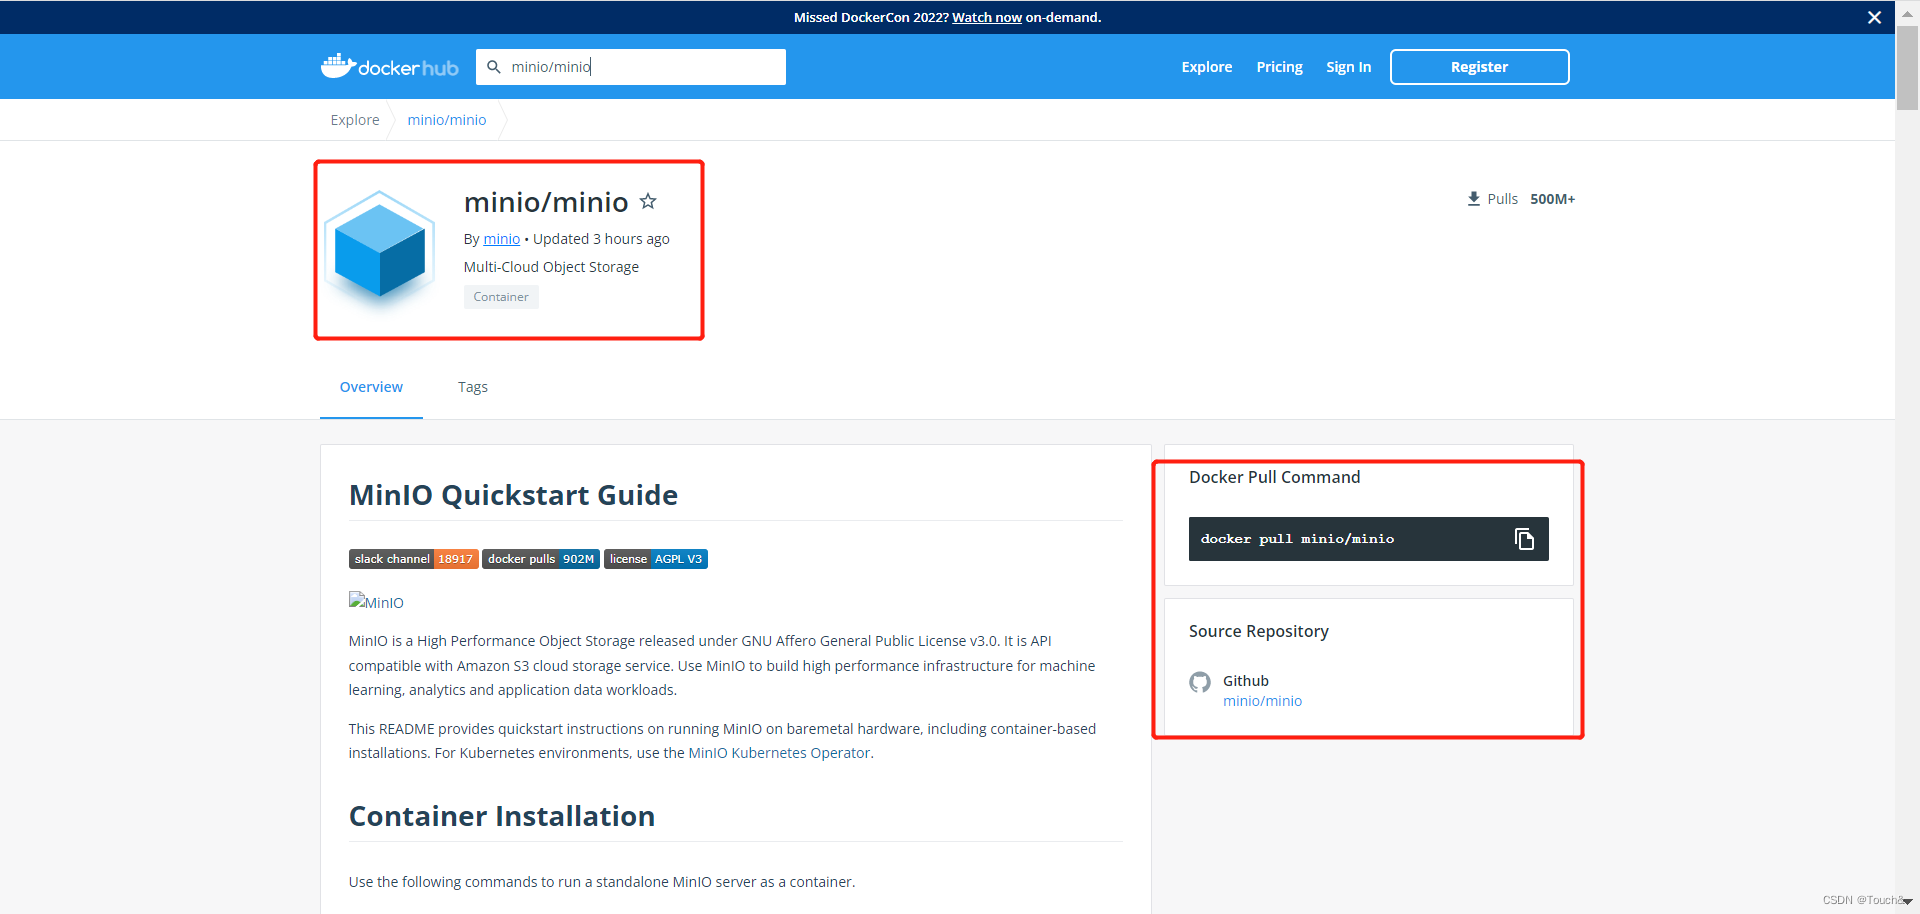 Missed DockerCon 2022? Watch now on-demand.
docker hub
minio/minio
Explore
Pricing
Sign In
Register
Explore
minio/minio
minio/minio
By minio • Updated 3 hours ago
Multi-Cloud Object Storage
Container
Pulls 500M+
Overview
Tags
MinIO Quickstart Guide
slack channel 18917 docker pulls 902M license AGPL V3
MinIO
MinIO is a High Performance Object Storage released under GNU Affero General Public License v3.0. It is API
compatible with Amazon S3 cloud storage service. Use MinIO to build high performance infrastructure for machine
learning, analytics and application data workloads.
This README provides quickstart instructions on running MinIO on baremetal hardware, including container-based
installations. For Kubernetes environments, use the MinIO Kubernetes Operator.
Container Installation
Use the following commands to run a standalone MinIO server as a container.
Docker Pull Command
docker pull minio/minio
Source Repository
Github
minio/minio
CSDN